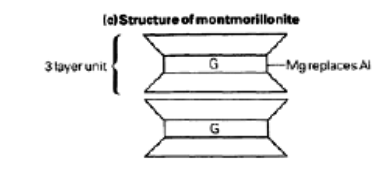 (c) Structure of montmorillonite
3 layer unit
G
Mg replaces Al
G